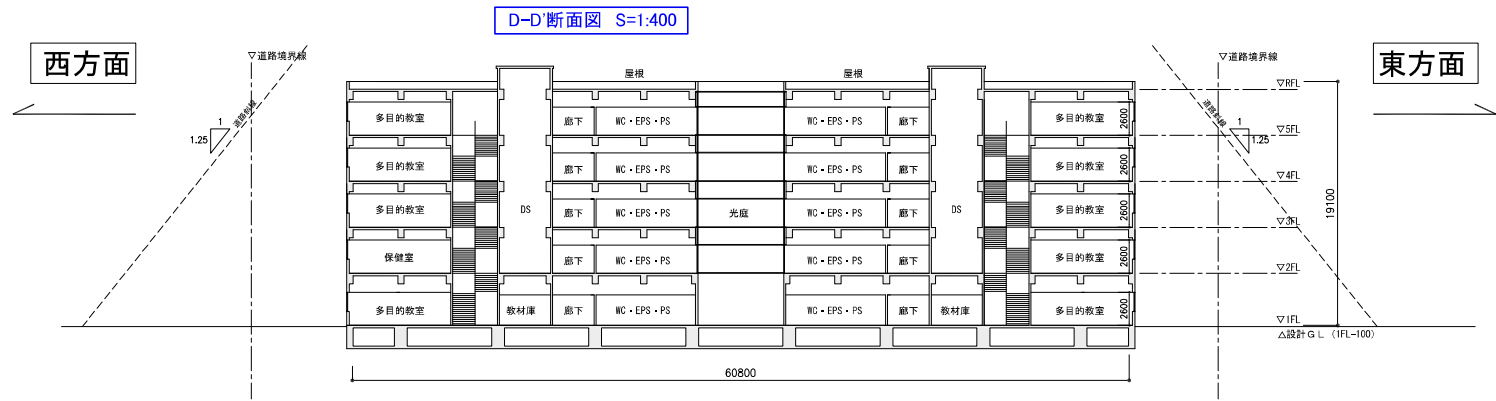 D-D'断面図 S=1:400
西方面
東方面
▽道路境界線
▽道路境界線
道路斜線
道路斜線
1
1.25
1
1.25
屋根
屋根
▽RFL
多目的教室
廊下
WC・EPS・PS
WC・EPS・PS
廊下
多目的教室
2600
▽5FL
多目的教室
廊下
WC・EPS・PS
WC・EPS・PS
廊下
多目的教室
2600
▽4FL
多目的教室
DS
廊下
WC・EPS・PS
光庭
WC・EPS・PS
廊下
DS
多目的教室
2600
▽3FL
保健室
廊下
WC・EPS・PS
WC・EPS・PS
廊下
多目的教室
2600
▽2FL
多目的教室
教材庫
廊下
WC・EPS・PS
WC・EPS・PS
廊下
教材庫
多目的教室
2600
▽1FL
△設計ＧＬ (1FL-100)
19100
60800